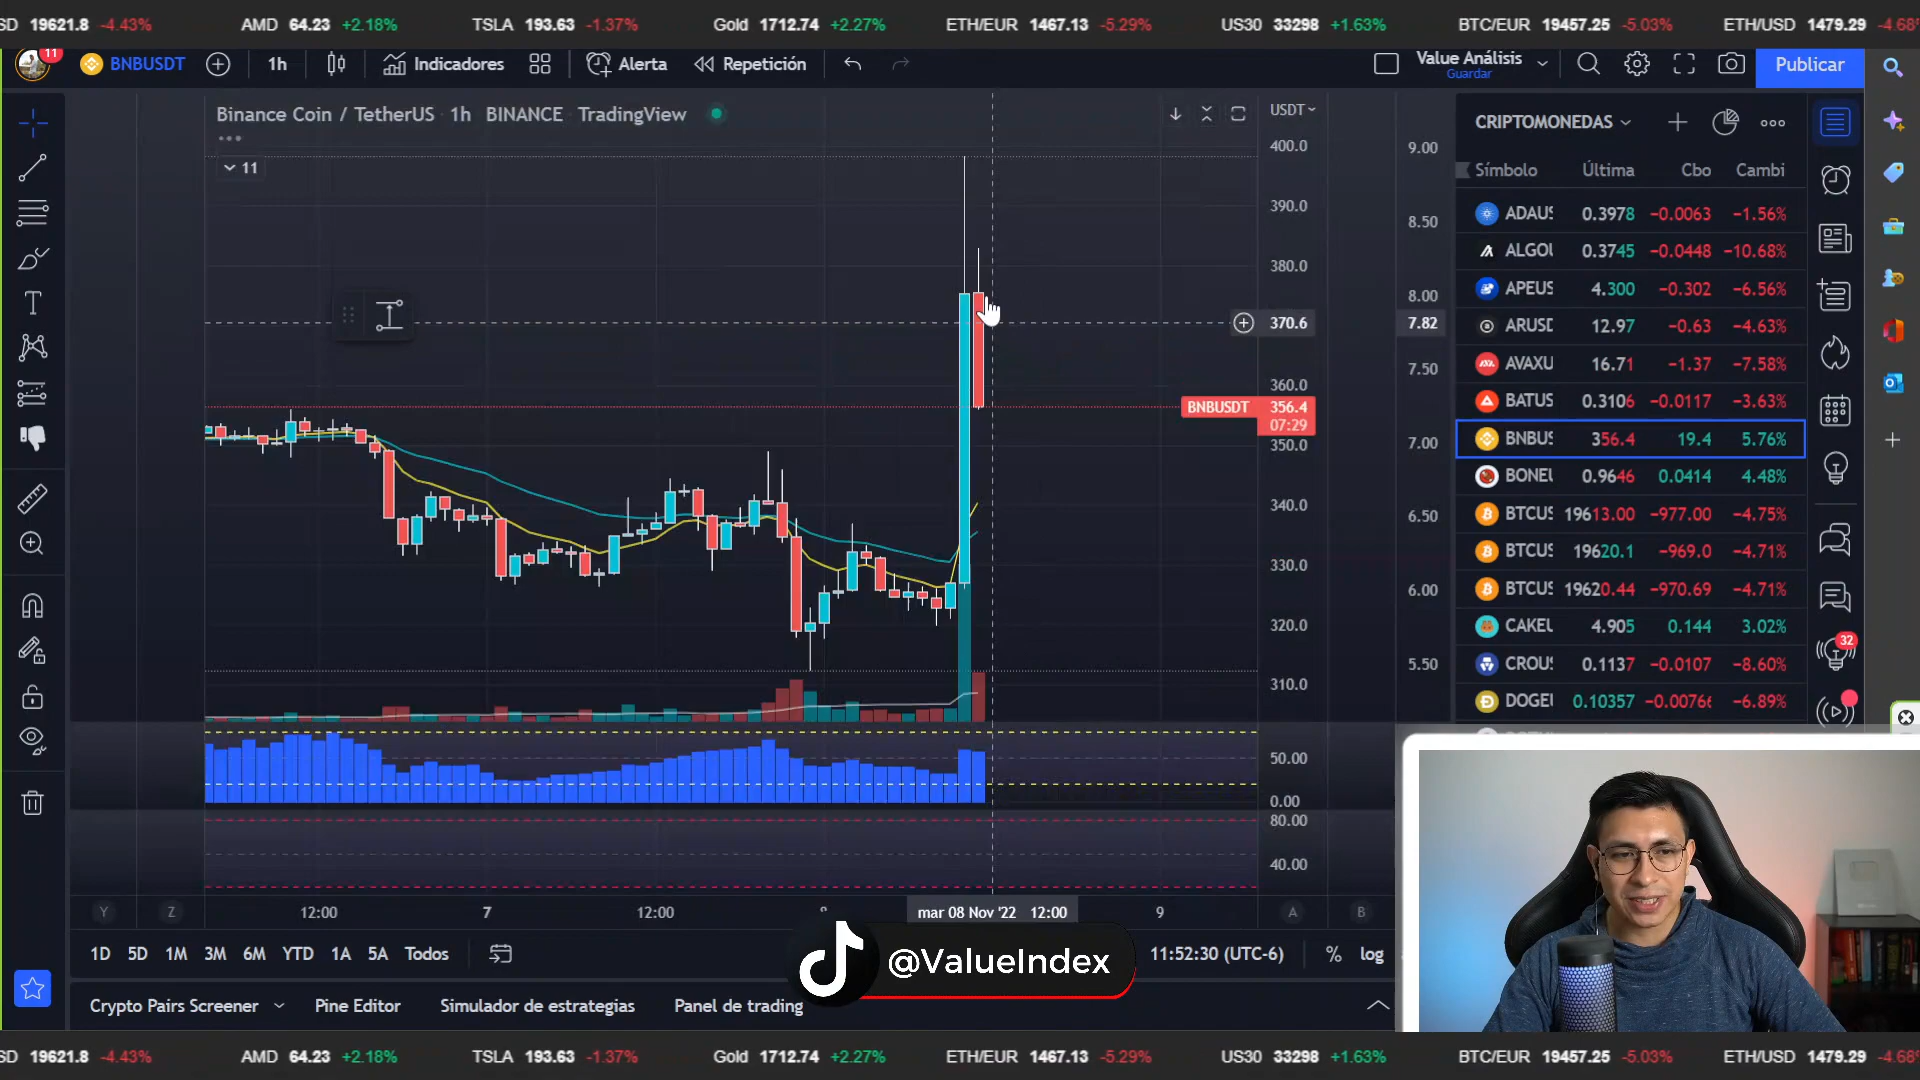 SD 19621.8 -4.43% AMD 64.23 +2.18% TSLA 193.63 -1.37% Gold 1712.74 +2.27% ETH/EUR 1467.13 -5.29% US30 33298 +1.63% BTC/EUR 19457.25 -5.03% ETH/USD 1479.29 -4.68%
11 BNBUSDT 1h Indicadores Alerta Repetición Value Análisis Guardar Publicar
Binance Coin / TetherUS 1h BINANCE TradingView
11
USDT
400.0
390.0
380.0
370.6
360.0
BNBUSDT 356.4
07:29
350.0
340.0
330.0
320.0
310.0
50.00
0.00
80.00
40.00
9.00
8.50
8.00
7.82
7.50
7.00
6.50
6.00
5.50
CRIPTOMONEDAS
Símbolo Última Cbo Cambi
ADAUS 0.3978 -0.0063 -1.56%
ALGOU 0.3745 -0.0448 -10.68%
APEUS 4.300 -0.302 -6.56%
ARUSD 12.97 -0.63 -4.63%
AVAXU 16.71 -1.37 -7.58%
BATUS 0.3106 -0.0117 -3.63%
BNBUS 356.4 19.4 5.76%
BONEU 0.9646 0.0414 4.48%
BTCUS 19613.00 -977.00 -4.75%
BTCUS 19620.1 -969.0 -4.71%
BTCUS 19620.44 -970.69 -4.71%
CAKEU 4.905 0.144 3.02%
CROUS 0.1137 -0.0107 -8.60%
DOGEU 0.10357 -0.00766 -6.89%
32
Y Z 12:00 7 12:00 mar 08 Nov '22 12:00 9 A B
1D 5D 1M 3M 6M YTD 1A 5A Todos 11:52:30 (UTC-6) % log
@ValueIndex
Crypto Pairs Screener Pine Editor Simulador de estrategias Panel de trading
SD 19621.8 -4.43% AMD 64.23 +2.18% TSLA 193.63 -1.37% Gold 1712.74 +2.27% ETH/EUR 1467.13 -5.29% US30 33298 +1.63% BTC/EUR 19457.25 -5.03% ETH/USD 1479.29 -4.68%